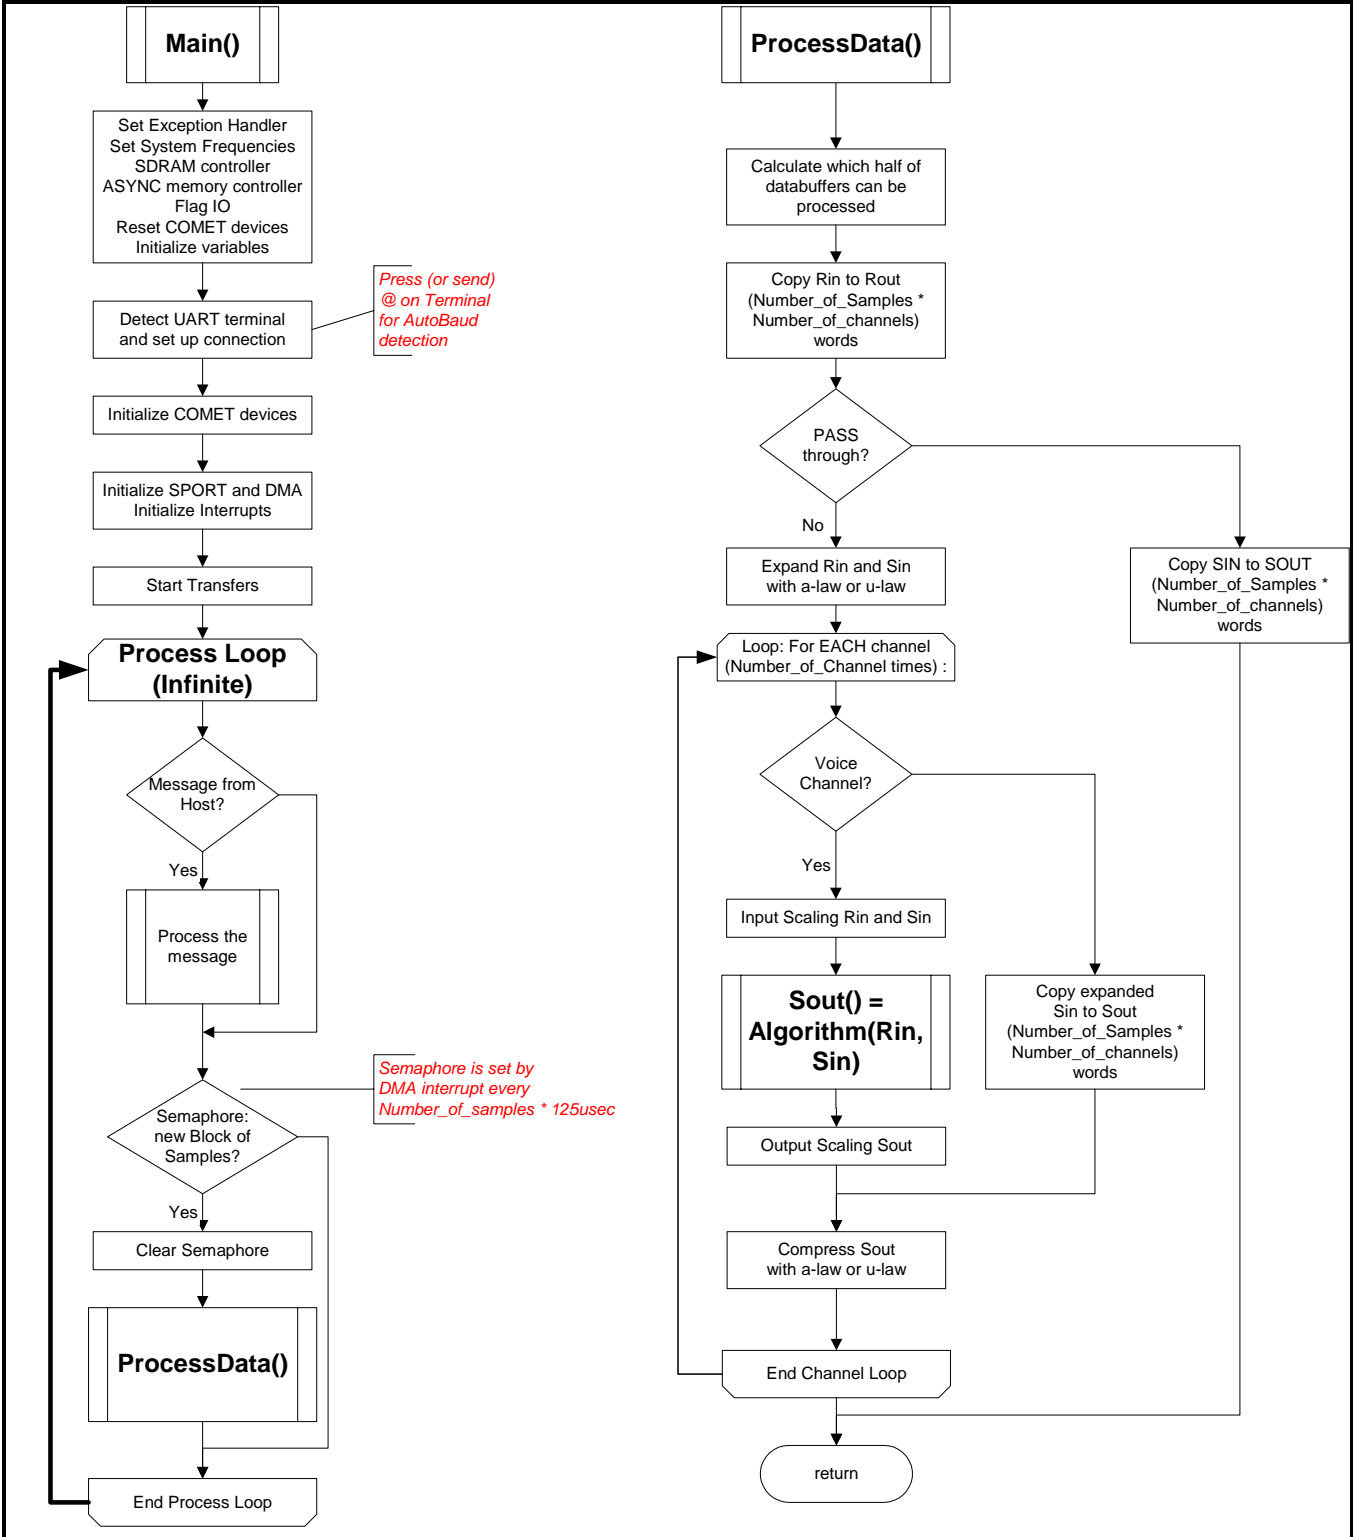 Main()
Set Exception Handler
Set System Frequencies
SDRAM controller
ASYNC memory controller
Flag IO
Reset COMET devices
Initialize variables
Detect UART terminal
and set up connection
Press (or send)
@ on Terminal
for AutoBaud
detection
Initialize COMET devices
Initialize SPORT and DMA
Initialize Interrupts
Start Transfers
Process Loop
(Infinite)
Message from
Host?
Yes
Process the
message
Semaphore is set by
DMA interrupt every
Number_of_samples * 125usec
Semaphore:
new Block of
Samples?
Yes
Clear Semaphore
ProcessData()
End Process Loop
ProcessData()
Calculate which half of
databuffers can be
processed
Copy Rin to Rout
(Number_of_Samples *
Number_of_channels)
words
PASS
through?
No
Expand Rin and Sin
with a-law or u-law
Copy SIN to SOUT
(Number_of_Samples *
Number_of_channels)
words
Loop: For EACH channel
(Number_of_Channel times) :
Voice
Channel?
Yes
Input Scaling Rin and Sin
Sout() =
Algorithm(Rin,
Sin)
Copy expanded
Sin to Sout
(Number_of_Samples *
Number_of_channels)
words
Output Scaling Sout
Compress Sout
with a-law or u-law
End Channel Loop
return